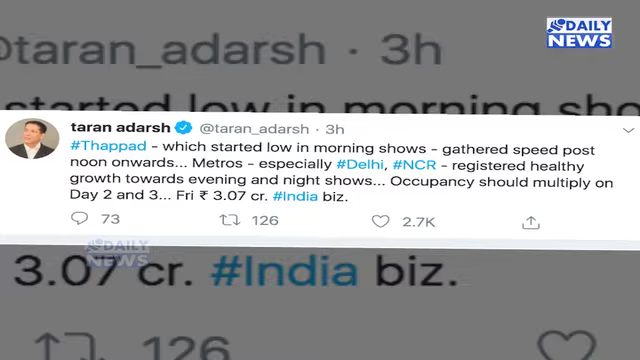 DAILY
NEWS
@taran_adarsh · 3h
started low in morning sho
taran adarsh @taran_adarsh · 3h
#Thappad - which started low in morning shows - gathered speed post
noon onwards... Metros - especially #Delhi, #NCR - registered healthy
growth towards evening and night shows... Occupancy should multiply on
Day 2 and 3... Fri ₹ 3.07 cr. #India biz.
73 126 2.7K
DAILY
NEWS
3.07 cr. #India biz.
126